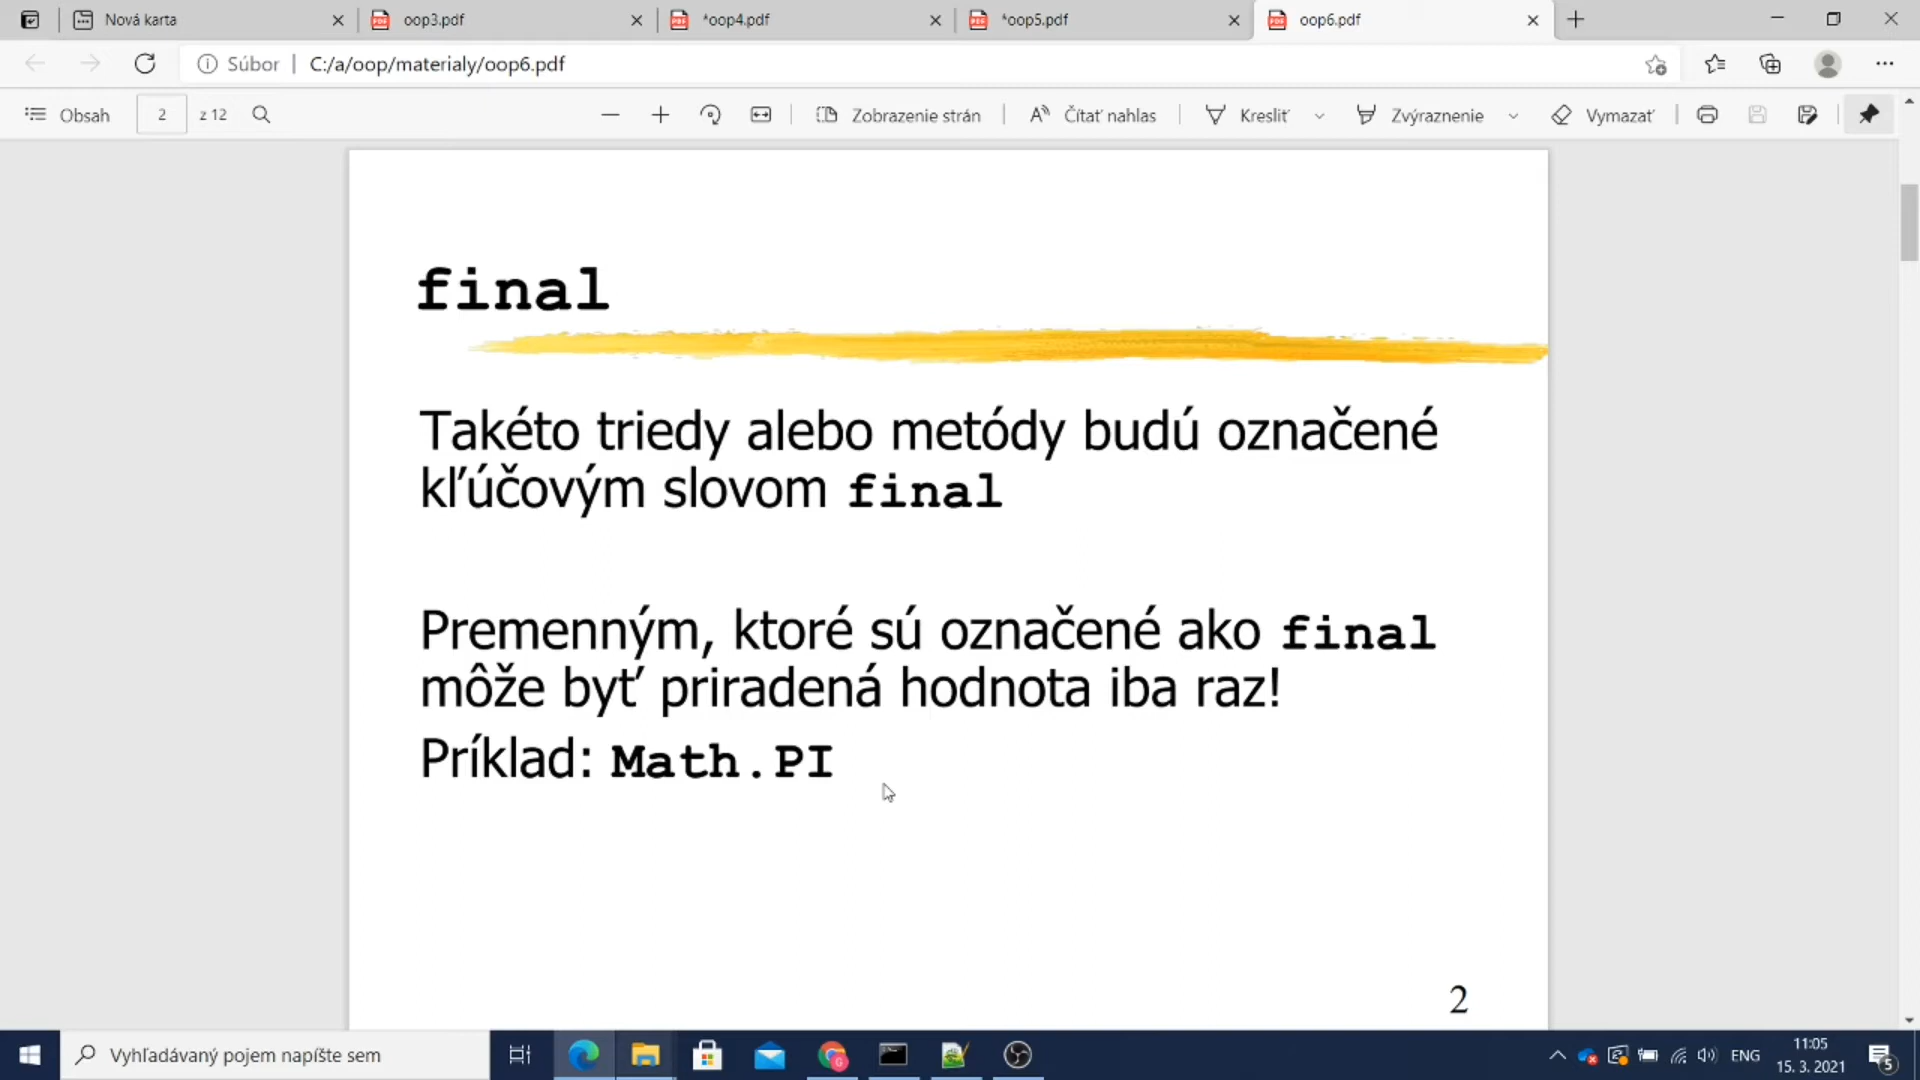 Nová karta
oop3.pdf
*oop4.pdf
*oop5.pdf
oop6.pdf
Súbor
C:/a/oop/materialy/oop6.pdf
Obsah
2
z 12
Zobrazenie strán
Čítať nahlas
Kresliť
Zvýraznenie
Vymazať
final
Takéto triedy alebo metódy budú označené
kľúčovým slovom final
Premenným, ktoré sú označené ako final
môže byť priradená hodnota iba raz!
Príklad: Math.PI
2
Vyhľadávaný pojem napíšte sem
ENG
11:05
15. 3. 2021
5